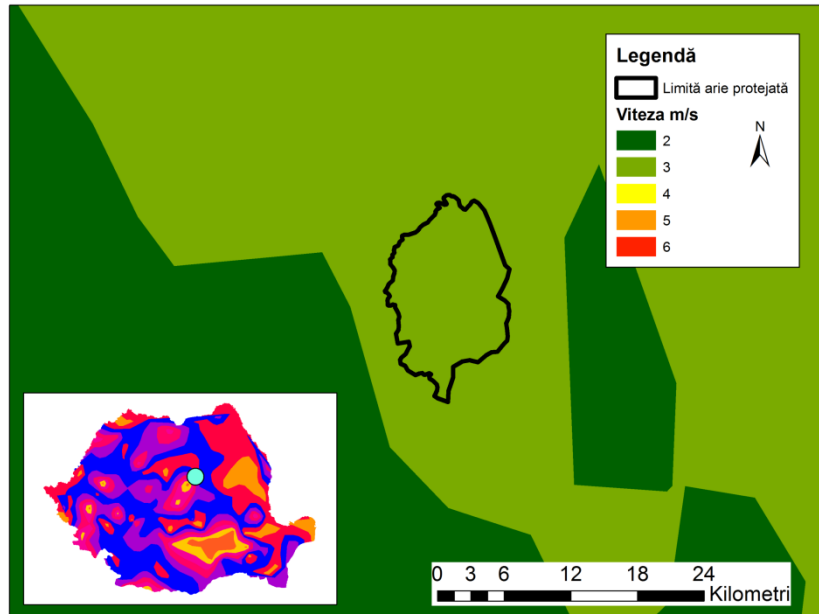 Legendă
Limită arie protejată
Viteza m/s
2
3
4
5
6
N
0 3 6 12 18 24
Kilometri